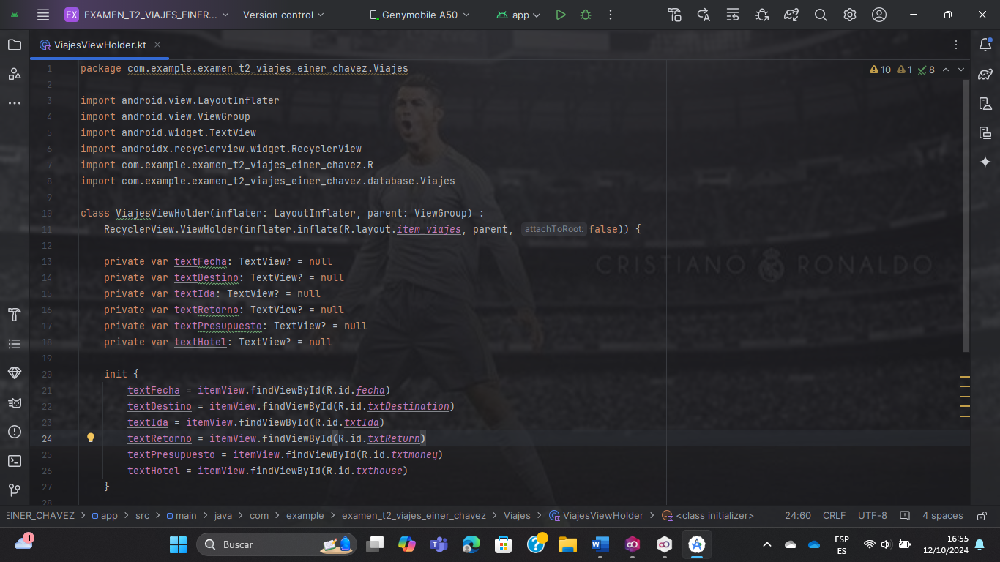 EX EXAMEN_T2_VIAJES_EINER... Version control Genymobile A50 app
ViajesViewHolder.kt
1 package com.example.examen_t2_viajes_einer_chavez.Viajes 10 1 8
2
3 import android.view.LayoutInflater
4 import android.view.ViewGroup
5 import android.widget.TextView
6 import androidx.recyclerview.widget.RecyclerView
7 import com.example.examen_t2_viajes_einer_chavez.R
8 import com.example.examen_t2_viajes_einer_chavez.database.Viajes
9
10 class ViajesViewHolder(inflater: LayoutInflater, parent: ViewGroup) :
11 RecyclerView.ViewHolder(inflater.inflate(R.layout.item_viajes, parent, attachToRoot: false)) {
12
13 private var textFecha: TextView? = null
CRISTIANO RONALDO
14 private var textDestino: TextView? = null
15 private var textIda: TextView? = null
16 private var textRetorno: TextView? = null
17 private var textPresupuesto: TextView? = null
18 private var textHotel: TextView? = null
19
20 init {
21 textFecha = itemView.findViewById(R.id.fecha)
22 textDestino = itemView.findViewById(R.id.txtDestination)
23 textIda = itemView.findViewById(R.id.txtIda)
24 textRetorno = itemView.findViewById(R.id.txtReturn)
25 textPresupuesto = itemView.findViewById(R.id.txtmoney)
26 textHotel = itemView.findViewById(R.id.txthouse)
27 }
28
EINER_CHAVEZ > app > src > main > java > com > example > examen_t2_viajes_einer_chavez > Viajes > ViajesViewHolder > <class initializer> 24:60 CRLF UTF-8 4 spaces
1 Buscar ESP
ES
16:55
12/10/2024